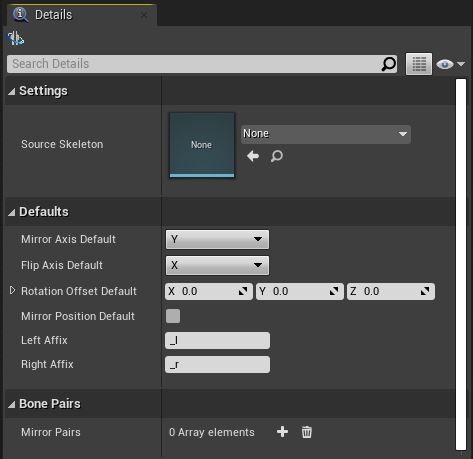 Details
Search Details
Settings
Source Skeleton
None
None
Defaults
Mirror Axis Default
Y
Flip Axis Default
X
Rotation Offset Default
X 0.0
Y 0.0
Z 0.0
Mirror Position Default
Left Affix
_l
Right Affix
_r
Bone Pairs
Mirror Pairs
0 Array elements